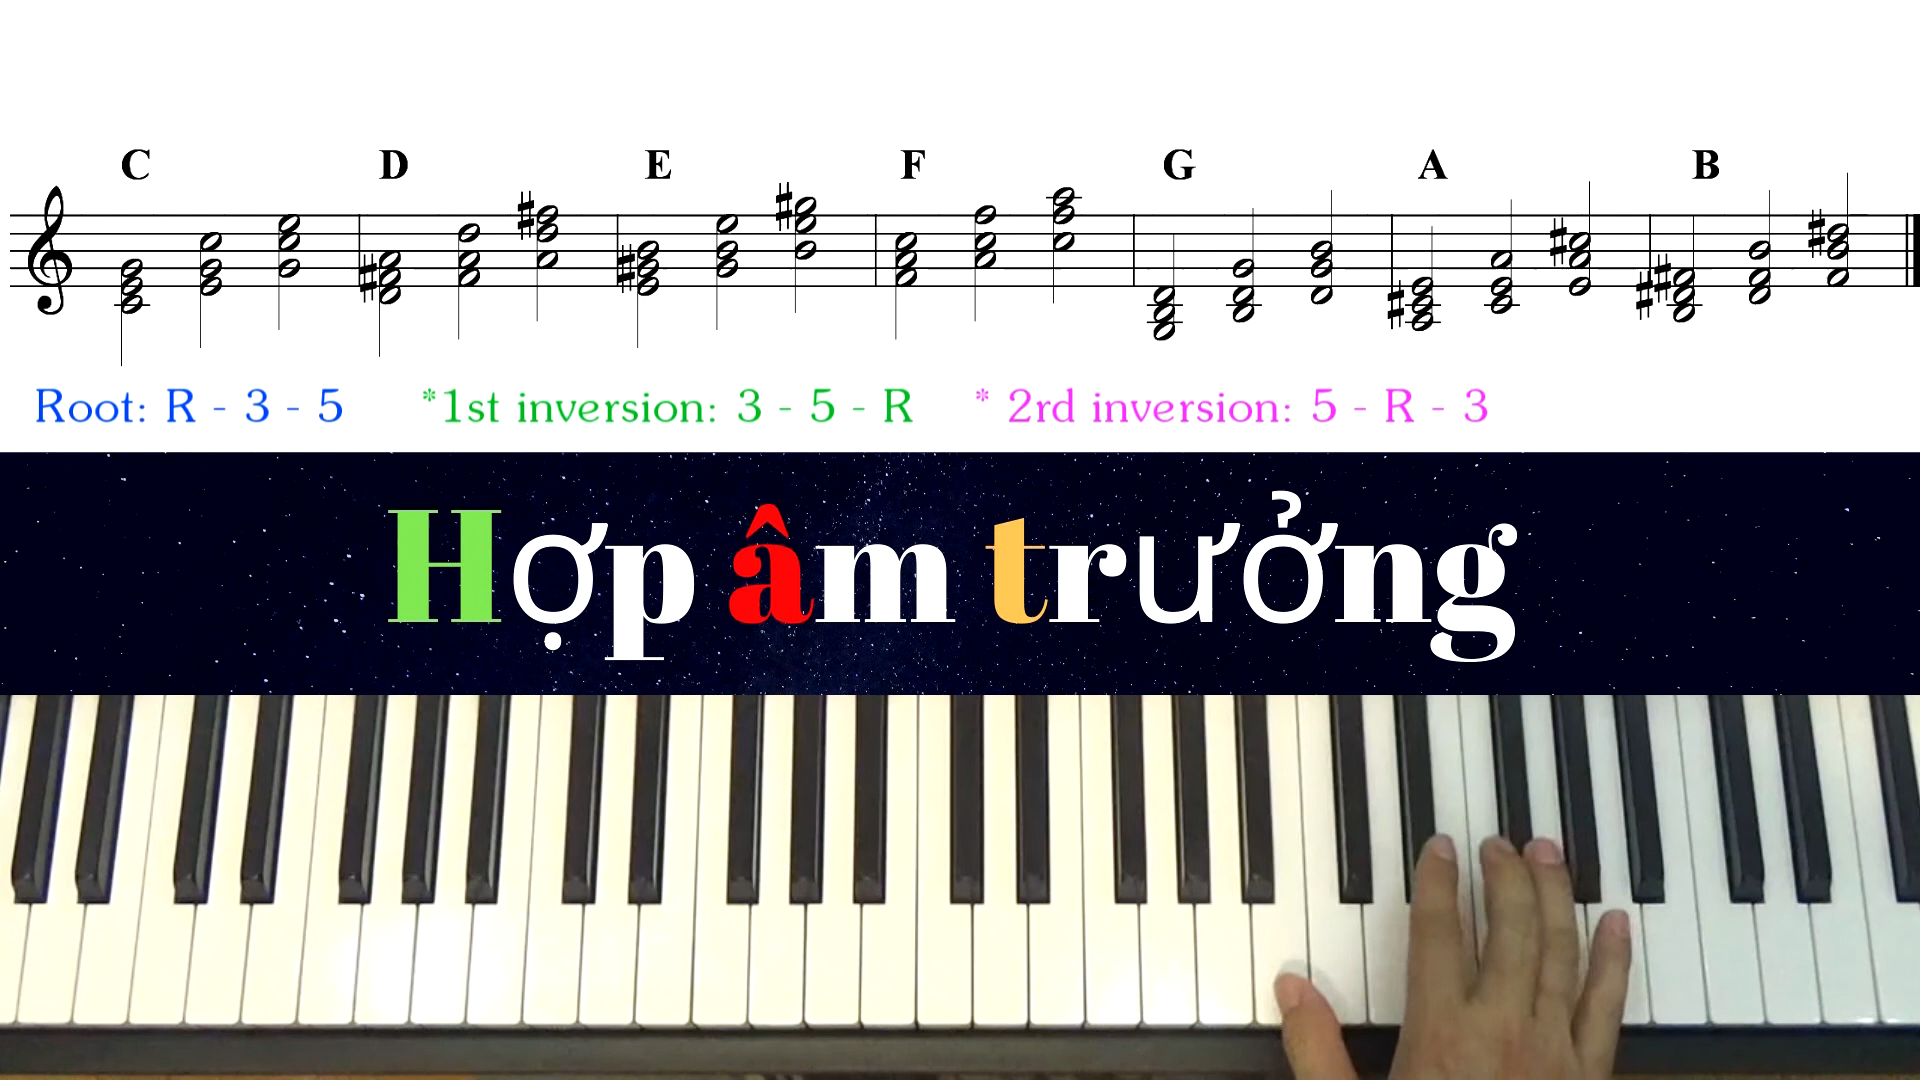 C D E F G A B
Root: R - 3 - 5 *1st inversion: 3 - 5 - R * 2rd inversion: 5 - R - 3
Hợp âm trưởng